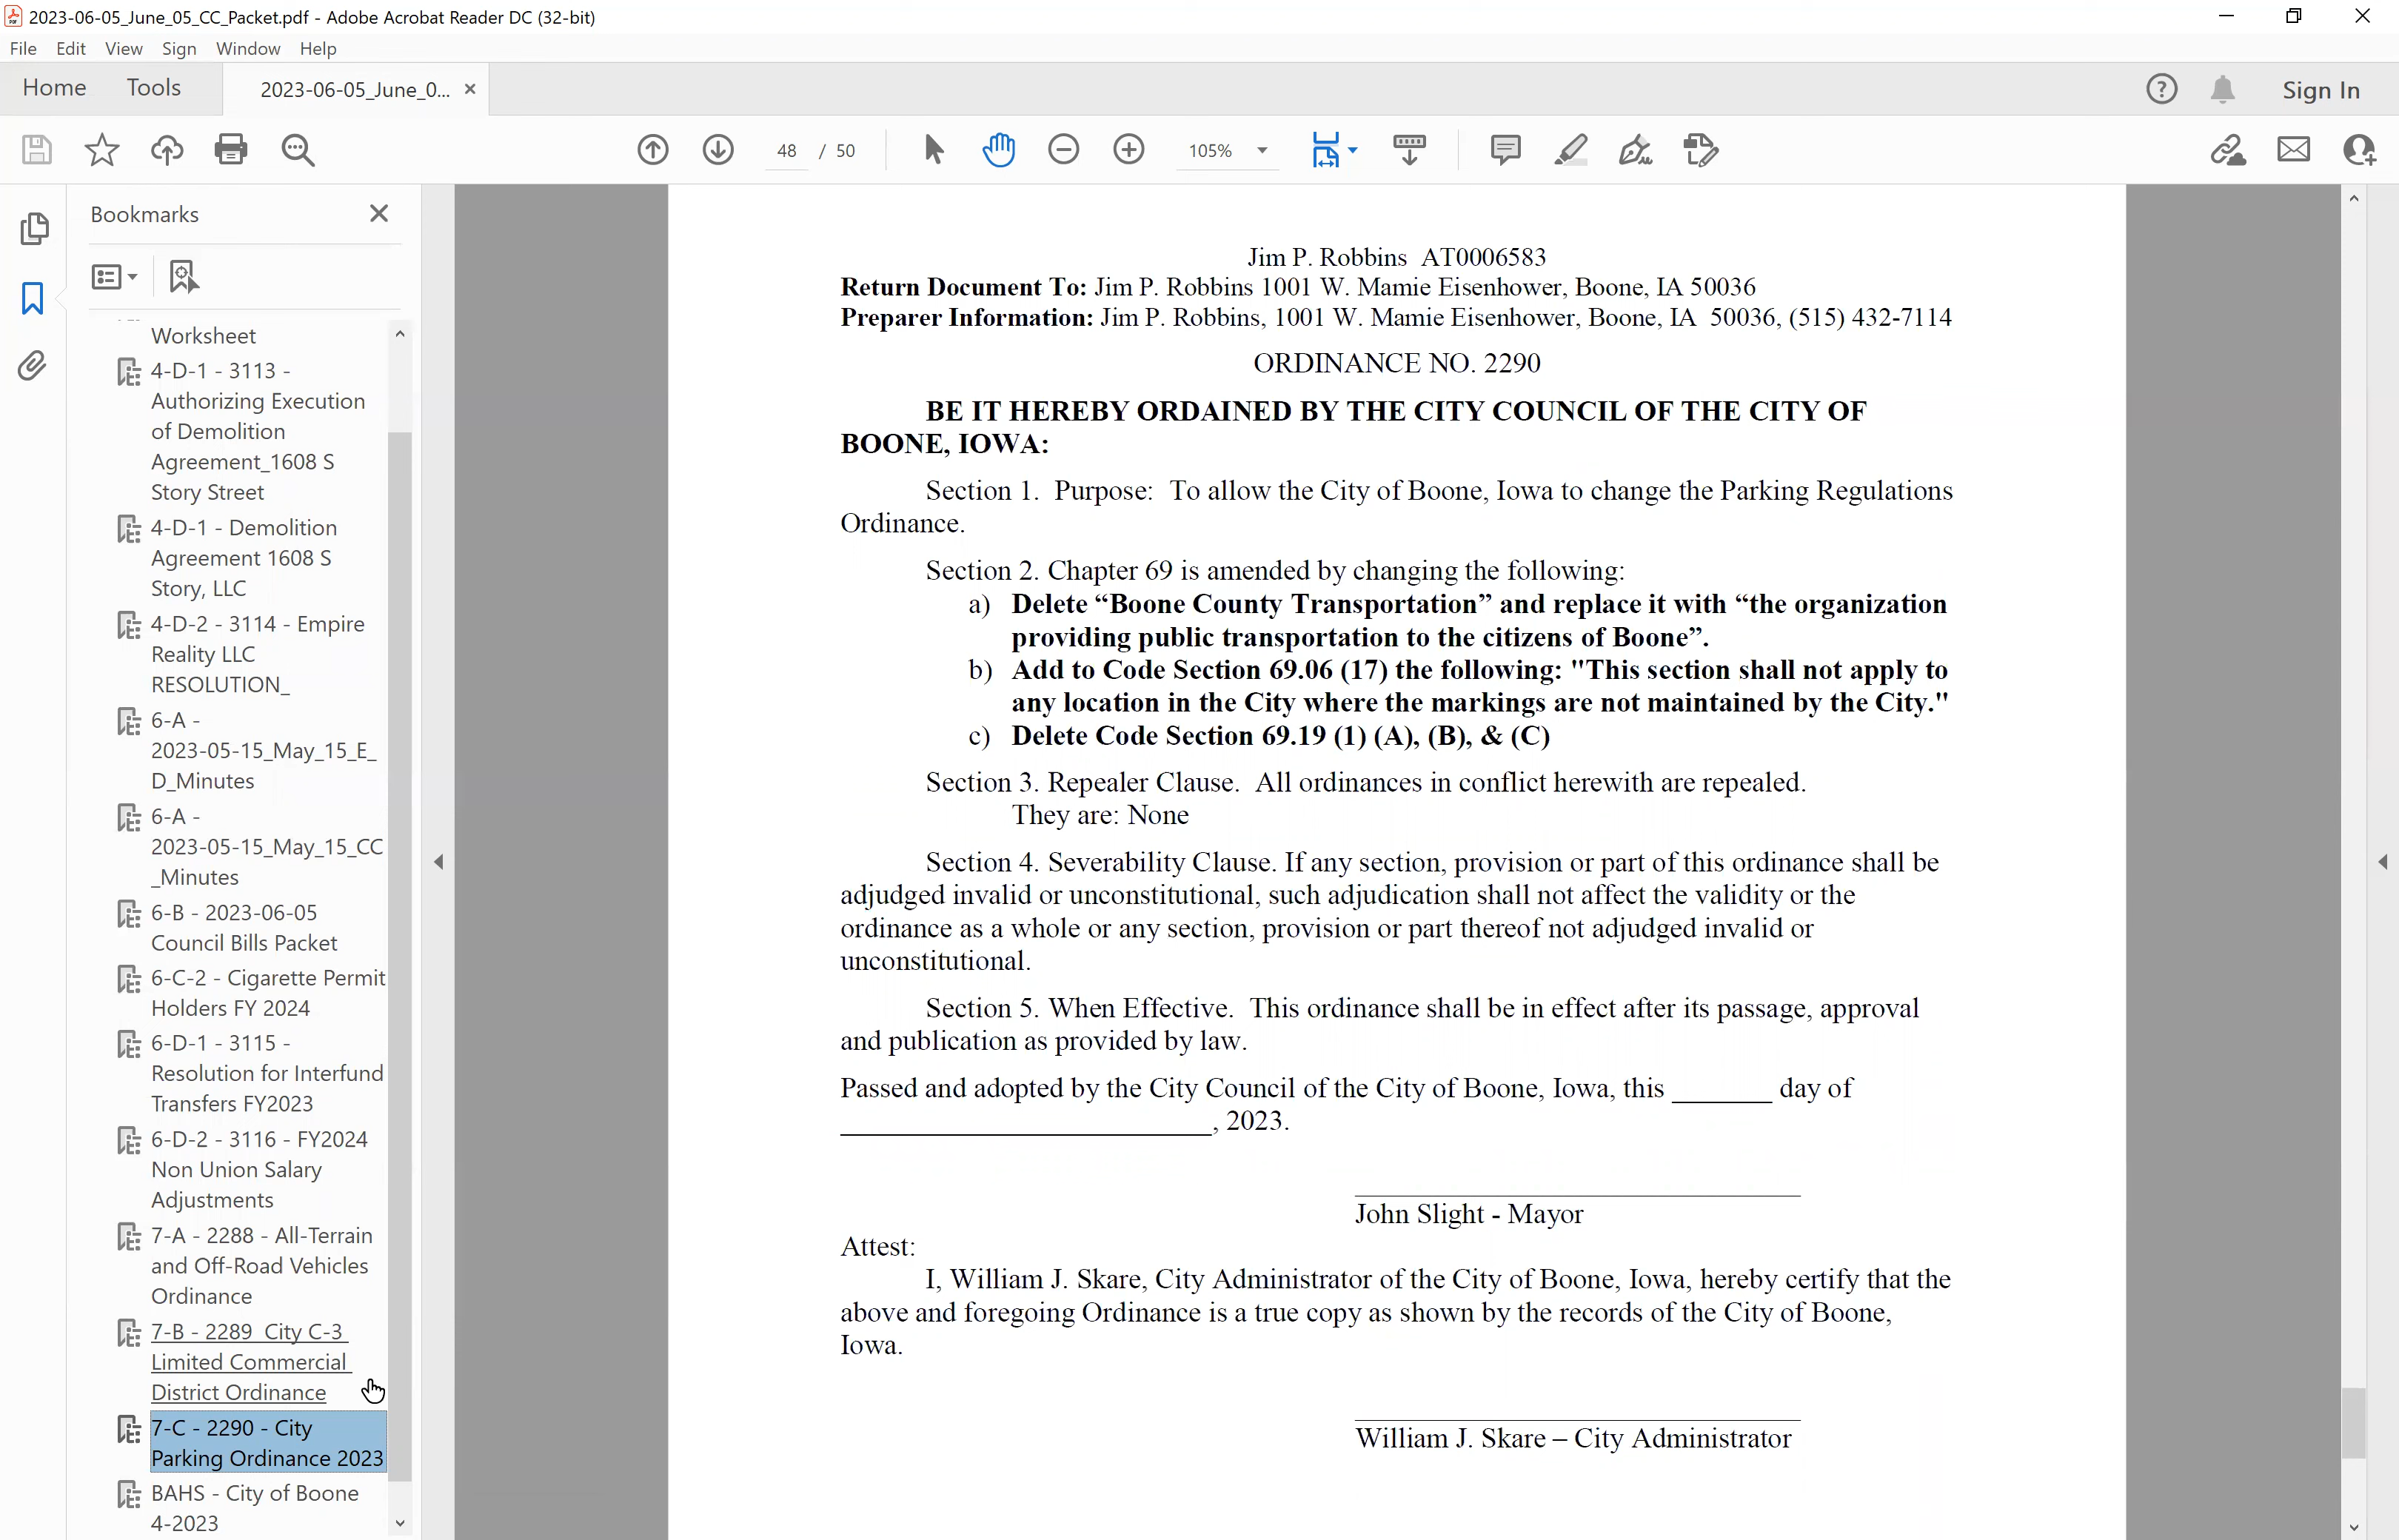 2023-06-05_June_05_CC_Packet.pdf - Adobe Acrobat Reader DC (32-bit)
File Edit View Sign Window Help
Home Tools 2023-06-05_June_0... Sign In
48 / 50 105%
Bookmarks
Worksheet
4-D-1 - 3113 -
Authorizing Execution
of Demolition
Agreement_1608 S
Story Street
4-D-1 - Demolition
Agreement 1608 S
Story, LLC
4-D-2 - 3114 - Empire
Reality LLC
RESOLUTION_
6-A -
2023-05-15_May_15_E_
D_Minutes
6-A -
2023-05-15_May_15_CC
_Minutes
6-B - 2023-06-05
Council Bills Packet
6-C-2 - Cigarette Permit
Holders FY 2024
6-D-1 - 3115 -
Resolution for Interfund
Transfers FY2023
6-D-2 - 3116 - FY2024
Non Union Salary
Adjustments
7-A - 2288 - All-Terrain
and Off-Road Vehicles
Ordinance
7-B - 2289 City C-3
Limited Commercial
District Ordinance
7-C - 2290 - City
Parking Ordinance 2023
BAHS - City of Boone
4-2023
Jim P. Robbins AT0006583
Return Document To: Jim P. Robbins 1001 W. Mamie Eisenhower, Boone, IA 50036
Preparer Information: Jim P. Robbins, 1001 W. Mamie Eisenhower, Boone, IA 50036, (515) 432-7114
ORDINANCE NO. 2290
BE IT HEREBY ORDAINED BY THE CITY COUNCIL OF THE CITY OF
BOONE, IOWA:
Section 1. Purpose: To allow the City of Boone, Iowa to change the Parking Regulations
Ordinance.
Section 2. Chapter 69 is amended by changing the following:
a) Delete “Boone County Transportation” and replace it with “the organization
providing public transportation to the citizens of Boone”.
b) Add to Code Section 69.06 (17) the following: "This section shall not apply to
any location in the City where the markings are not maintained by the City."
c) Delete Code Section 69.19 (1) (A), (B), & (C)
Section 3. Repealer Clause. All ordinances in conflict herewith are repealed.
They are: None
Section 4. Severability Clause. If any section, provision or part of this ordinance shall be
adjudged invalid or unconstitutional, such adjudication shall not affect the validity or the
ordinance as a whole or any section, provision or part thereof not adjudged invalid or
unconstitutional.
Section 5. When Effective. This ordinance shall be in effect after its passage, approval
and publication as provided by law.
Passed and adopted by the City Council of the City of Boone, Iowa, this _______ day of
__________________________, 2023.
John Slight - Mayor
Attest:
I, William J. Skare, City Administrator of the City of Boone, Iowa, hereby certify that the
above and foregoing Ordinance is a true copy as shown by the records of the City of Boone,
Iowa.
William J. Skare – City Administrator